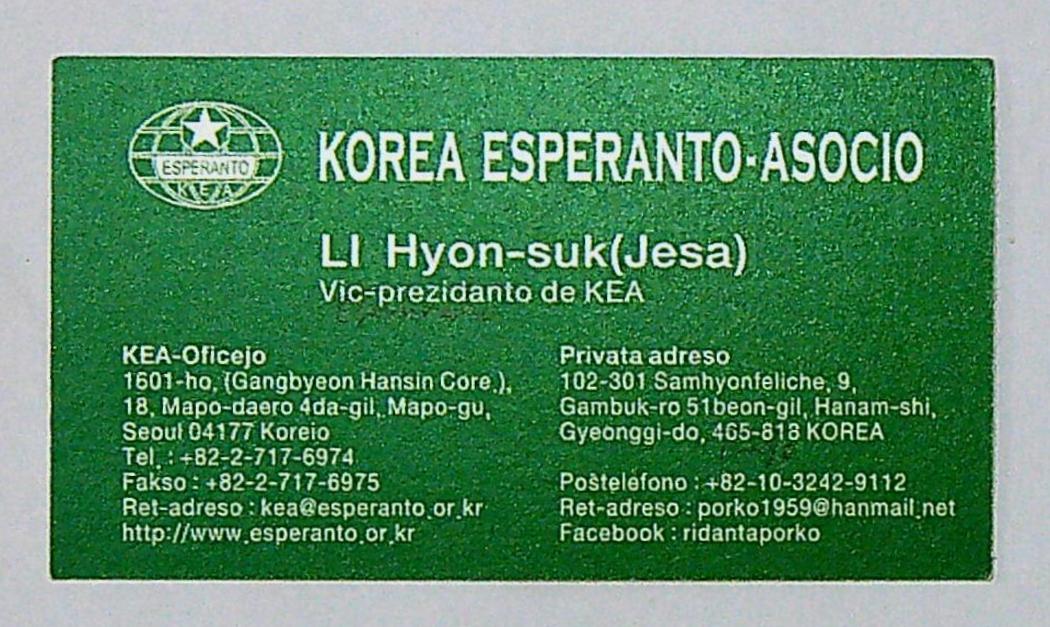 ESPERANTO
K E A
KOREA ESPERANTO-ASOCIO
LI Hyon-suk(Jesa)
Vic-prezidanto de KEA
KEA-Oficejo
1601-ho, (Gangbyeon Hansin Core.),
18, Mapo-daero 4da-gil, Mapo-gu,
Seoul 04177 Koreio
Tel. : +82-2-717-6974
Fakso : +82-2-717-6975
Ret-adreso : kea@esperanto.or.kr
http://www.esperanto.or.kr
Privata adreso
102-301 Samhyonfeliche, 9,
Gambuk-ro 51beon-gil, Hanam-shi,
Gyeonggi-do, 465-818 KOREA
Poŝtelefono : +82-10-3242-9112
Ret-adreso : porko1959@hanmail.net
Facebook : ridantaporko